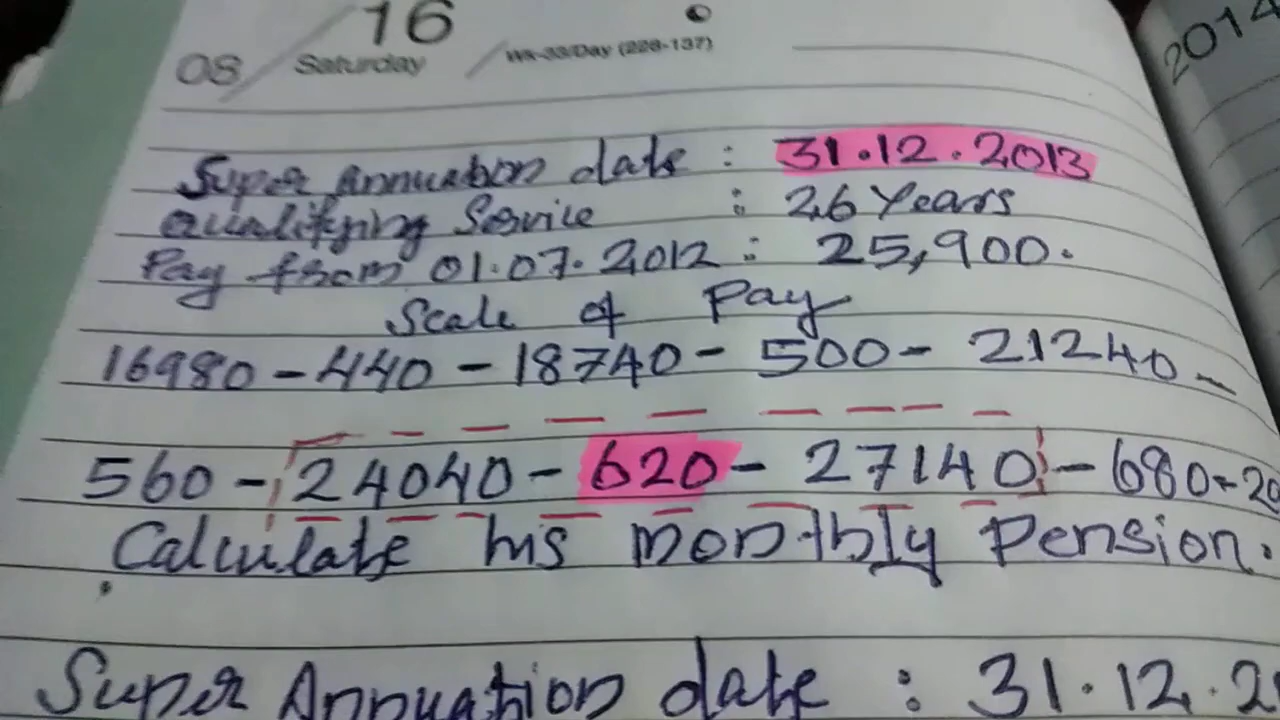 16
08 Saturday Wk-33/Day (228-137)
2014
Super Annuation date : 31.12.2013
Qualifying Service : 26 Years
Pay from 01.07.2012 : 25,900.
Scale of Pay
16980-440-18740-500-21240-
560-24040-620-27140-680-
Calculate his monthly Pension.
Super Annuation date : 31.12.2